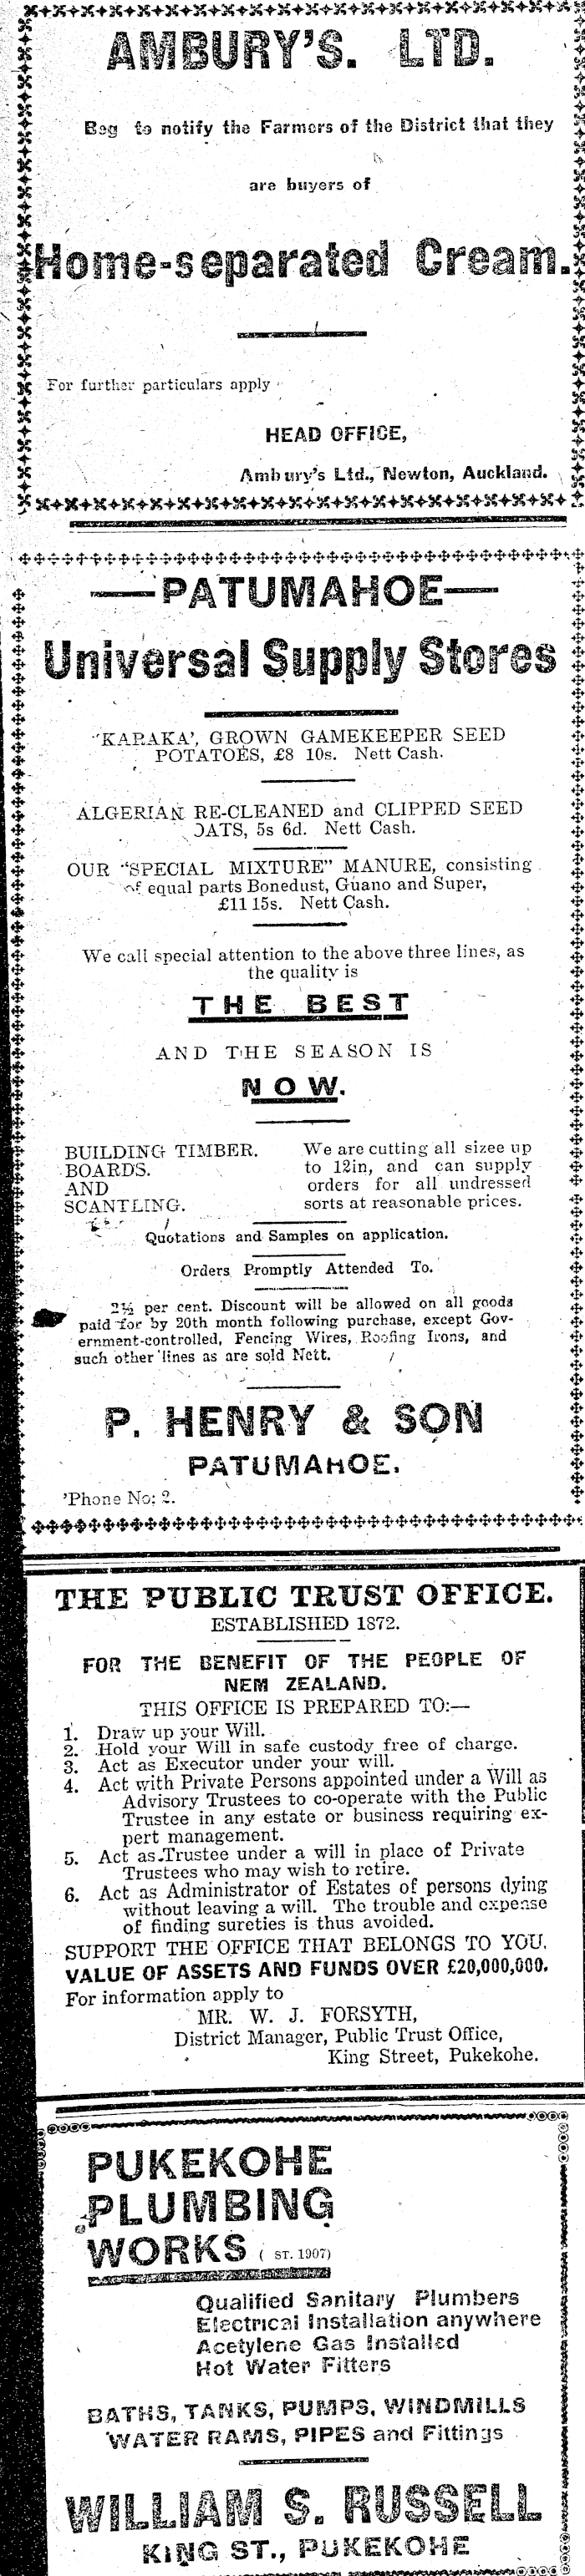 AMBURY'S. LTD.
Beg to notify the Farmers of the District that they
are buyers of
Home-separated Cream.
For further particulars apply
HEAD OFFICE,
Ambury's Ltd., Newton, Auckland.
—PATUMAHOE—
Universal Supply Stores
'KARAKA', GROWN GAMEKEEPER SEED
POTATOES, £8 10s. Nett Cash.
ALGERIAN RE-CLEANED and CLIPPED SEED
OATS, 5s 6d. Nett Cash.
OUR "SPECIAL MIXTURE" MANURE, consisting
of equal parts Bonedust, Guano and Super,
£11 15s. Nett Cash.
We call special attention to the above three lines, as
the quality is
THE BEST
AND THE SEASON IS
NOW.
BUILDING TIMBER.
BOARDS.
AND
SCANTLING.
We are cutting all sizee up
to 12in, and can supply
orders for all undressed
sorts at reasonable prices.
Quotations and Samples on application.
Orders Promptly Attended To.
2½ per cent. Discount will be allowed on all goods
paid for by 20th month following purchase, except Gov-
ernment-controlled, Fencing Wires, Roofing Irons, and
such other lines as are sold Nett.
P. HENRY & SON
PATUMAHOE.
'Phone No: 2.
THE PUBLIC TRUST OFFICE.
ESTABLISHED 1872.
FOR THE BENEFIT OF THE PEOPLE OF
NEM ZEALAND.
THIS OFFICE IS PREPARED TO:—
1. Draw up your Will.
2. Hold your Will in safe custody free of charge.
3. Act as Executor under your will.
4. Act with Private Persons appointed under a Will as
Advisory Trustees to co-operate with the Public
Trustee in any estate or business requiring ex-
pert management.
5. Act as Trustee under a will in place of Private
Trustees who may wish to retire.
6. Act as Administrator of Estates of persons dying
without leaving a will. The trouble and expense
of finding sureties is thus avoided.
SUPPORT THE OFFICE THAT BELONGS TO YOU.
VALUE OF ASSETS AND FUNDS OVER £20,000,000.
For information apply to
MR. W. J. FORSYTH,
District Manager, Public Trust Office,
King Street, Pukekohe.
PUKEKOHE
PLUMBING
WORKS ( ST. 1907)
Qualified Sanitary Plumbers
Electrical Installation anywhere
Acetylene Gas Installed
Hot Water Fitters
BATHS, TANKS, PUMPS, WINDMILLS
WATER RAMS, PIPES and Fittings
WILLIAM S. RUSSELL
KING ST., PUKEKOHE